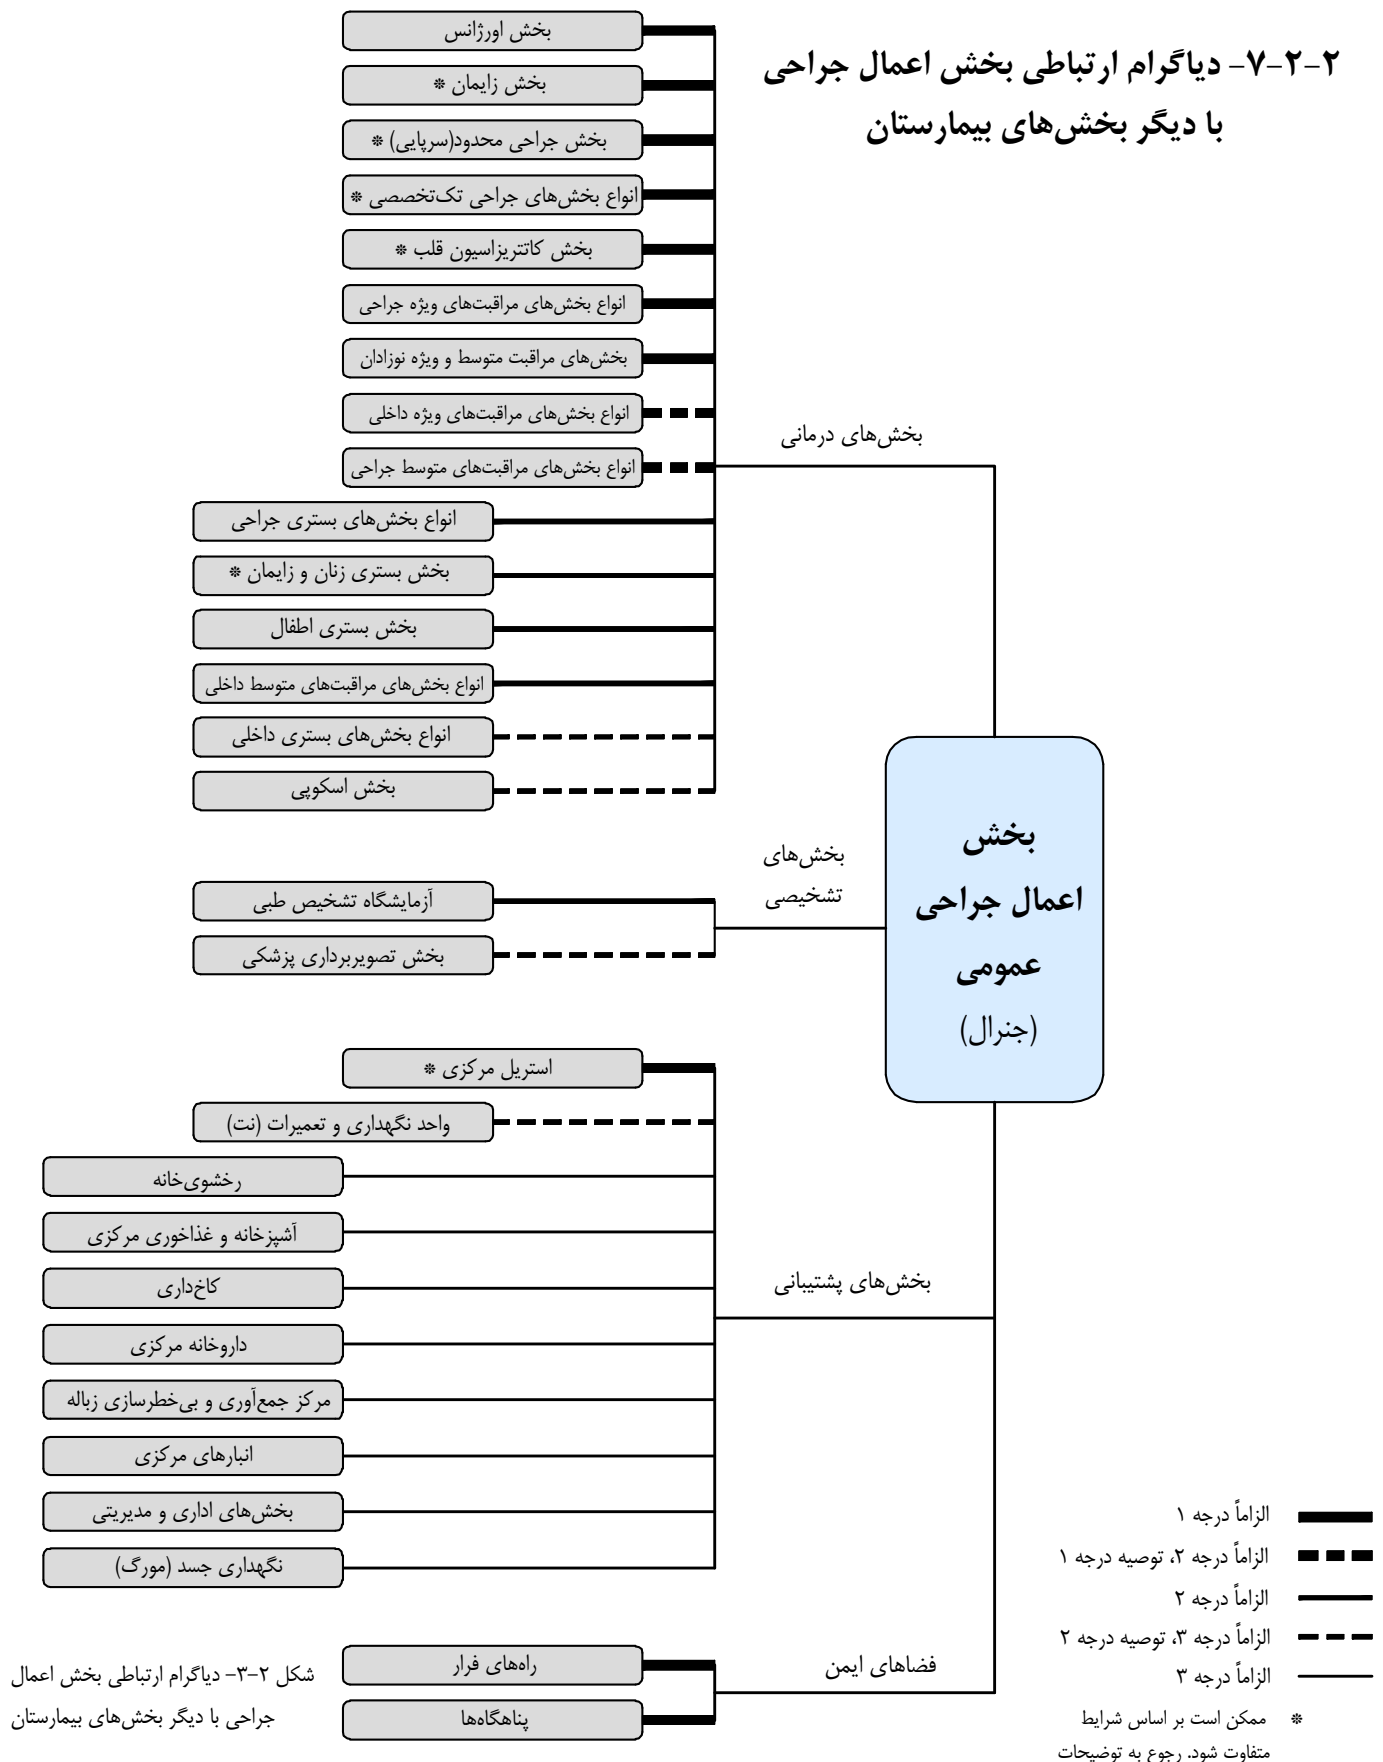 ۲-۲-۷- دیاگرام ارتباطی بخش اعمال جراحی
با دیگر بخش‌های بیمارستان
بخش اورژانس
بخش زایمان *
بخش جراحی محدود(سرپایی) *
انواع بخش‌های جراحی تک‌تخصصی *
بخش کاتتریزاسیون قلب *
انواع بخش‌های مراقبت‌های ویژه جراحی
بخش‌های مراقبت متوسط و ویژه نوزادان
انواع بخش‌های مراقبت‌های ویژه داخلی
انواع بخش‌های مراقبت‌های متوسط جراحی
بخش‌های درمانی
انواع بخش‌های بستری جراحی
بخش بستری زنان و زایمان *
بخش بستری اطفال
انواع بخش‌های مراقبت‌های متوسط داخلی
انواع بخش‌های بستری داخلی
بخش اسکوپی
بخش
اعمال جراحی
عمومی
(جنرال)
بخش‌های
تشخیصی
آزمایشگاه تشخیص طبی
بخش تصویربرداری پزشکی
استریل مرکزی *
واحد نگهداری و تعمیرات (نت)
رخشوی‌خانه
آشپزخانه و غذاخوری مرکزی
کاخ‌داری
بخش‌های پشتیبانی
داروخانه مرکزی
مرکز جمع‌آوری و بی‌خطرسازی زباله
انبارهای مرکزی
بخش‌های اداری و مدیریتی
نگهداری جسد (مورگ)
فضاهای ایمن
راه‌های فرار
پناهگاه‌ها
الزاماً درجه ۱
الزاماً درجه ۲، توصیه درجه ۱
الزاماً درجه ۲
الزاماً درجه ۳، توصیه درجه ۲
الزاماً درجه ۳
* ممکن است بر اساس شرایط
متفاوت شود. رجوع به توضیحات
شکل ۲-۳- دیاگرام ارتباطی بخش اعمال
جراحی با دیگر بخش‌های بیمارستان